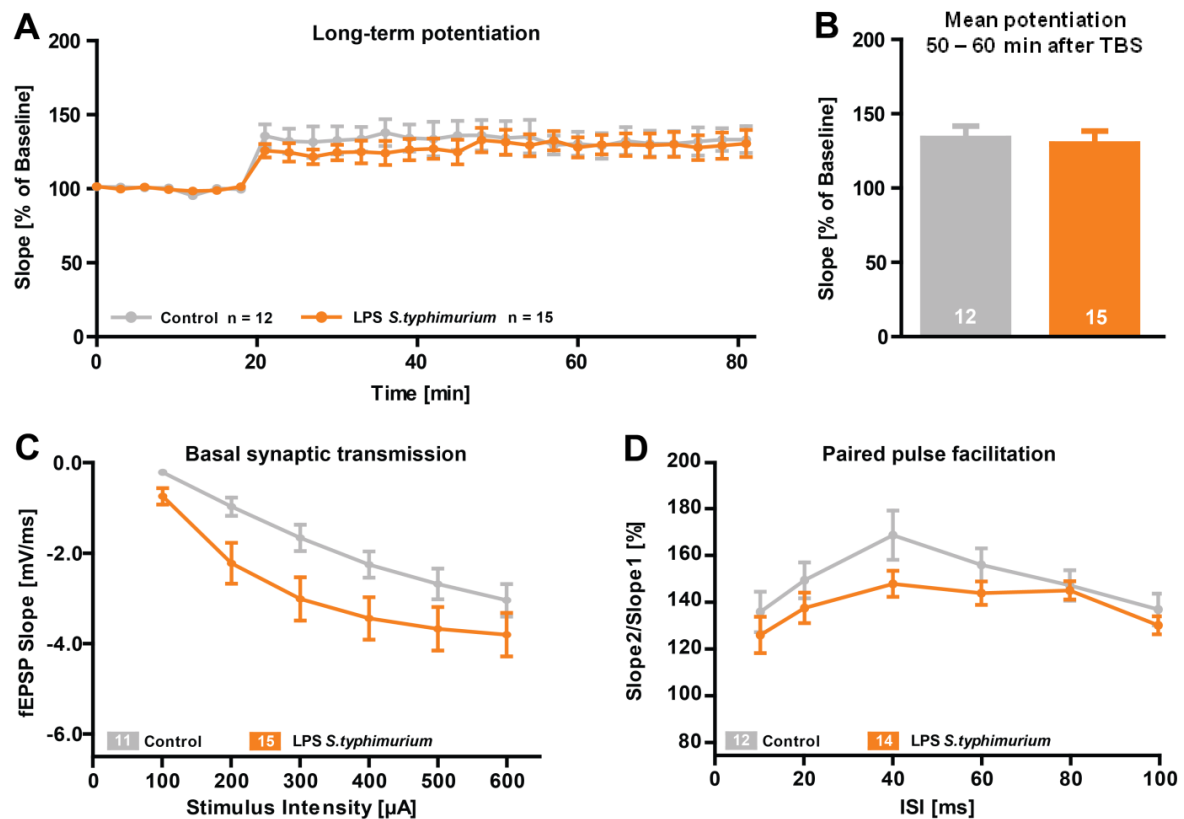 A
Long-term potentiation
200
150
100
50
0
Slope [% of Baseline]
Control n = 12
LPS S.typhimurium n = 15
0 20 40 60 80
Time [min]
B
Mean potentiation
50 – 60 min after TBS
200
150
100
50
0
Slope [% of Baseline]
12
15
C
Basal synaptic transmission
0.0
-2.0
-4.0
-6.0
fEPSP Slope [mV/ms]
11 Control
15 LPS S.typhimurium
0 100 200 300 400 500 600
Stimulus Intensity [µA]
D
Paired pulse facilitation
200
180
160
140
120
100
80
Slope2/Slope1 [%]
12 Control
14 LPS S.typhimurium
0 20 40 60 80 100
ISI [ms]